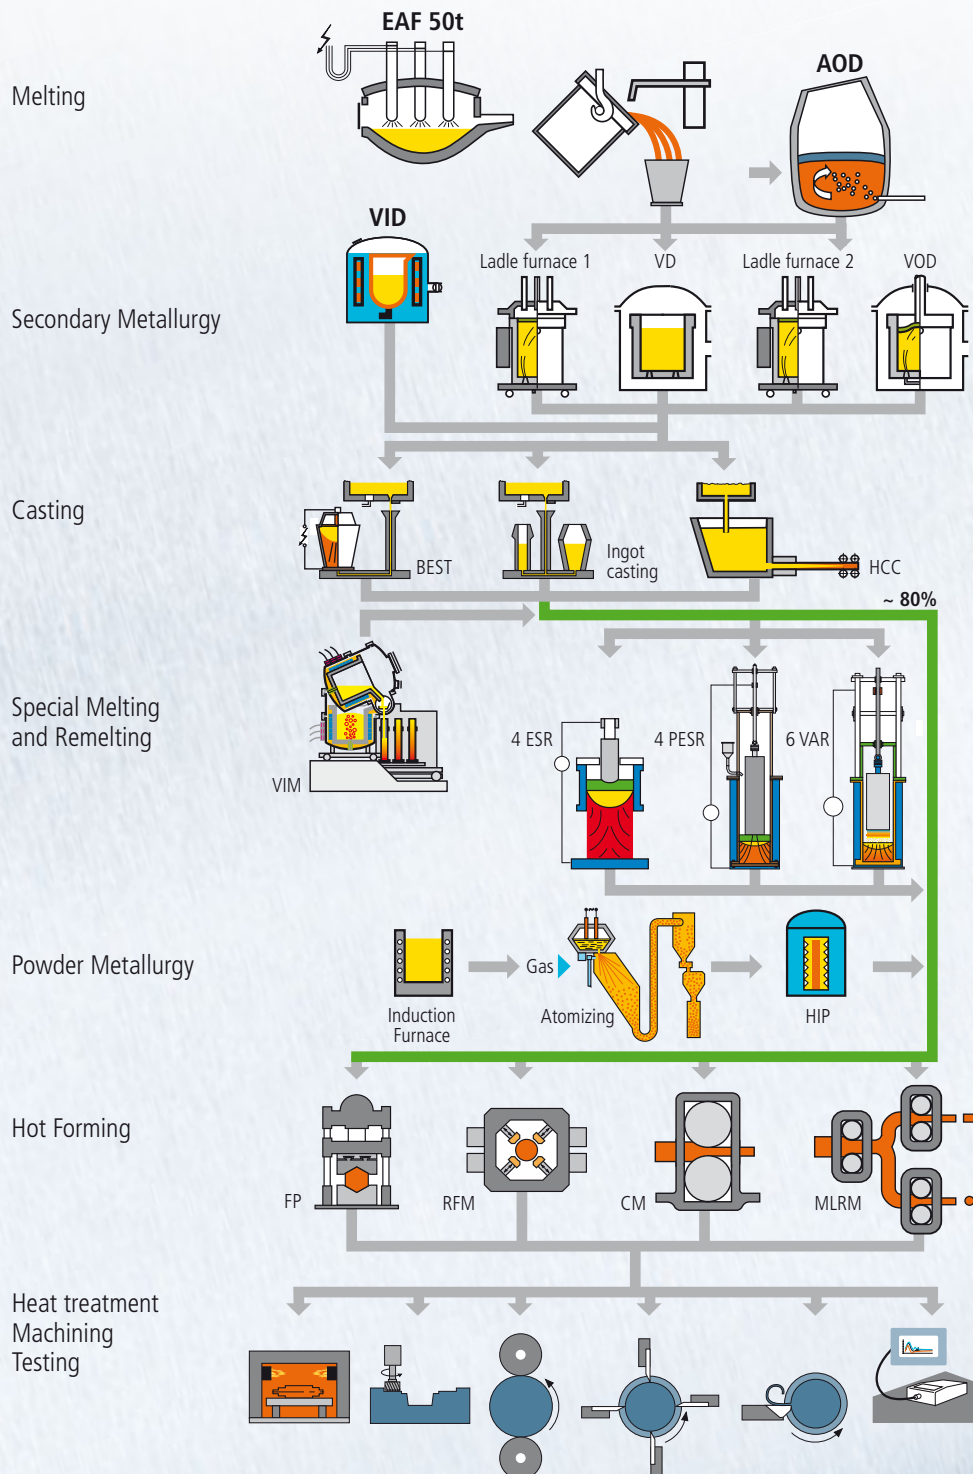 EAF 50t
Melting
AOD
VID
Ladle furnace 1
VD
Ladle furnace 2
VOD
Secondary Metallurgy
Casting
BEST
Ingot
casting
HCC
~ 80%
Special Melting
and Remelting
VIM
4 ESR
4 PESR
6 VAR
Powder Metallurgy
Induction
Furnace
Gas
Atomizing
HIP
Hot Forming
FP
RFM
CM
MLRM
Heat treatment
Machining
Testing